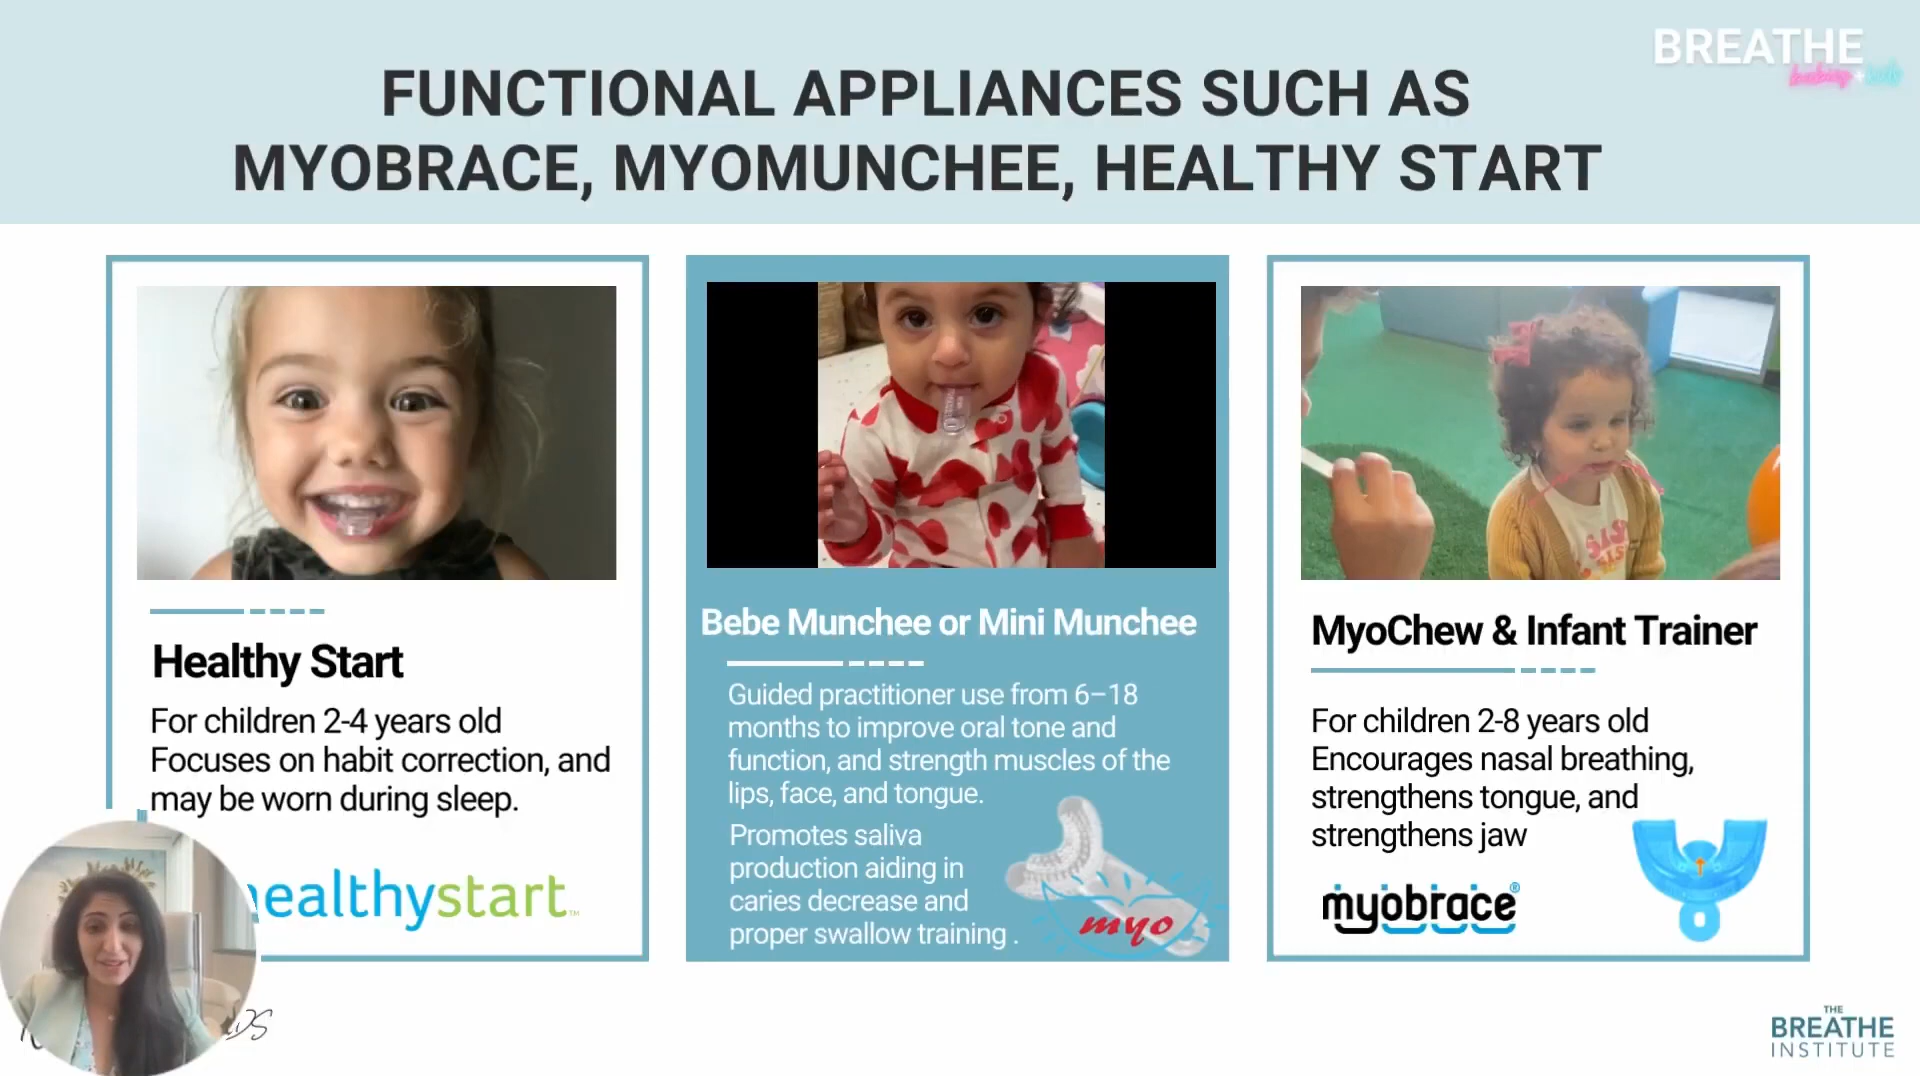 BREATHE
babies + kids
FUNCTIONAL APPLIANCES SUCH AS
MYOBRACE, MYOMUNCHEE, HEALTHY START
Healthy Start
For children 2-4 years old
Focuses on habit correction, and
may be worn during sleep.
healthystart™
Bebe Munchee or Mini Munchee
Guided practitioner use from 6–18
months to improve oral tone and
function, and strength muscles of the
lips, face, and tongue.
Promotes saliva
production aiding in
caries decrease and
proper swallow training .
myo
MyoChew & Infant Trainer
For children 2-8 years old
Encourages nasal breathing,
strengthens tongue, and
strengthens jaw
myobrace®
DS
THE
BREATHE
INSTITUTE